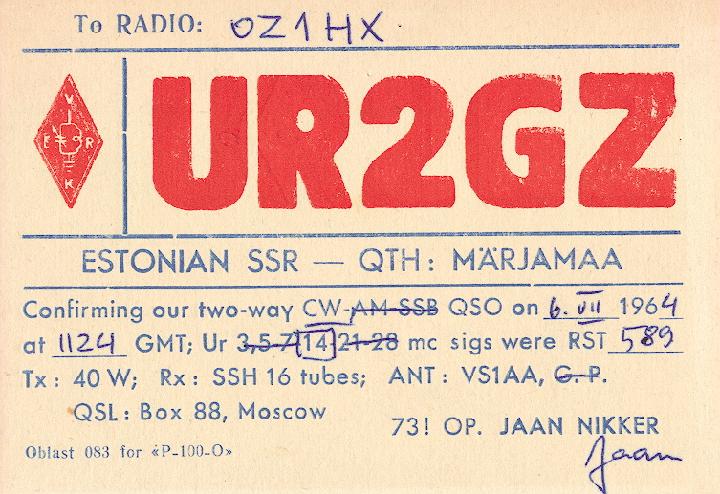 To RADIO: OZ1HX
V
E R
K
UR2GZ
ESTONIAN SSR — QTH: MÄRJAMAA
Confirming our two-way CW-AM-SSB QSO on 6. VII 1964
at 1124 GMT; Ur 3,5-7-14-21-28 mc sigs were RST 589
Tx: 40 W; Rx: SSH 16 tubes; ANT: VS1AA, G. P.
QSL: Box 88, Moscow
73! OP. JAAN NIKKER
Oblast 083 for «P-100-O»
Jaan